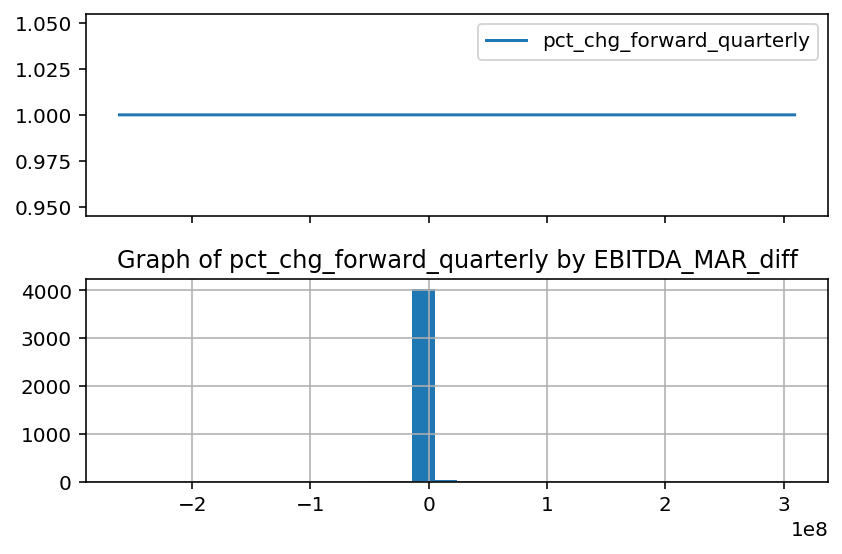 1.050
pct_chg_forward_quarterly
1.025
1.000
0.975
0.950
Graph of pct_chg_forward_quarterly by EBITDA_MAR_diff
4000
3000
2000
1000
0
−2 −1 0 1 2 3
1e8